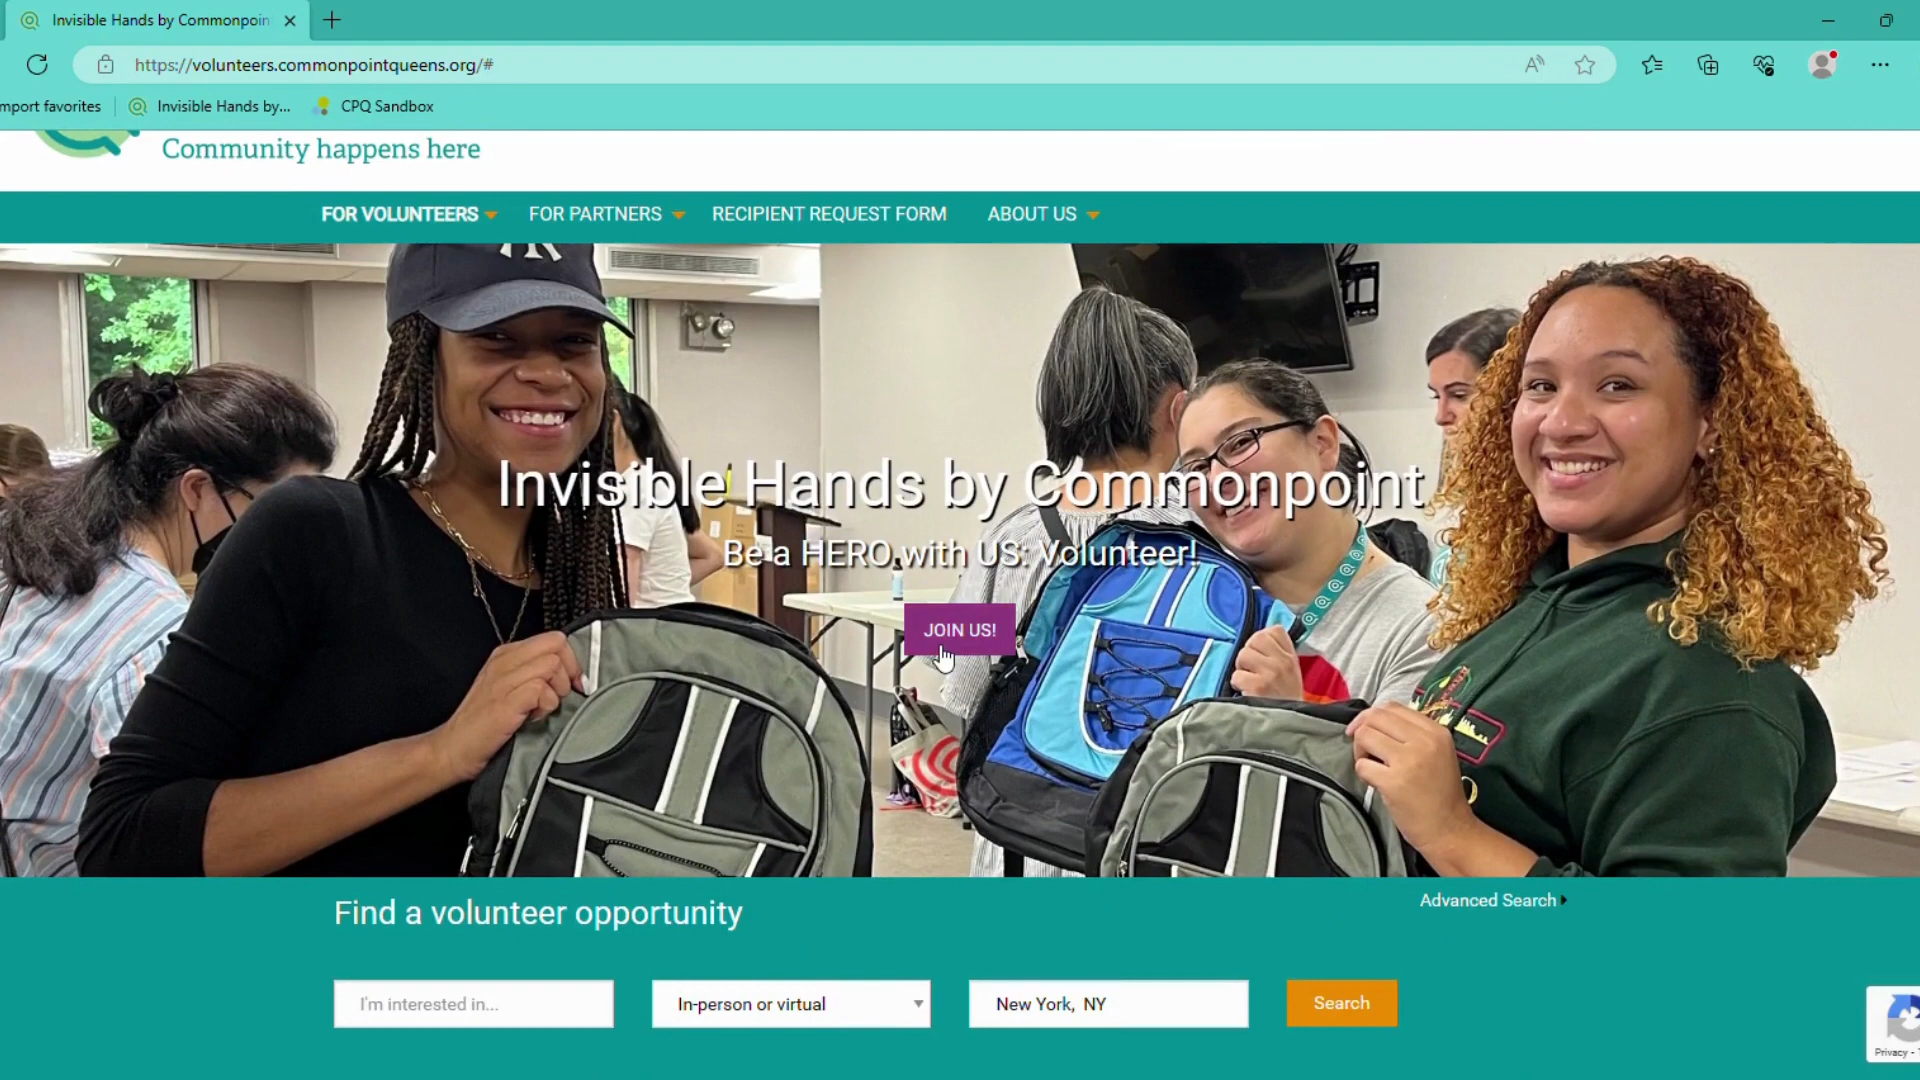 Invisible Hands by Commonpoin
https://volunteers.commonpointqueens.org/#
mport favorites
Invisible Hands by...
CPQ Sandbox
Community happens here
FOR VOLUNTEERS
FOR PARTNERS
RECIPIENT REQUEST FORM
ABOUT US
Invisible Hands by Commonpoint
Be a HERO with US: Volunteer!
JOIN US!
Find a volunteer opportunity
Advanced Search
I'm interested in...
In-person or virtual
New York, NY
Search
Privacy -